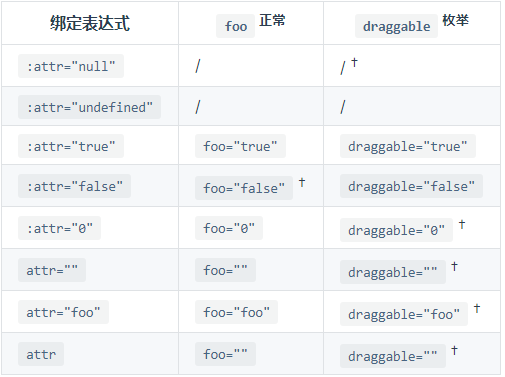 绑定表达式 foo 正常 draggable 枚举
:attr="null" / / †
:attr="undefined" / /
:attr="true" foo="true" draggable="true"
:attr="false" foo="false" † draggable="false"
:attr="0" foo="0" draggable="0" †
attr="" foo="" draggable="" †
attr="foo" foo="foo" draggable="foo" †
attr foo="" draggable="" †